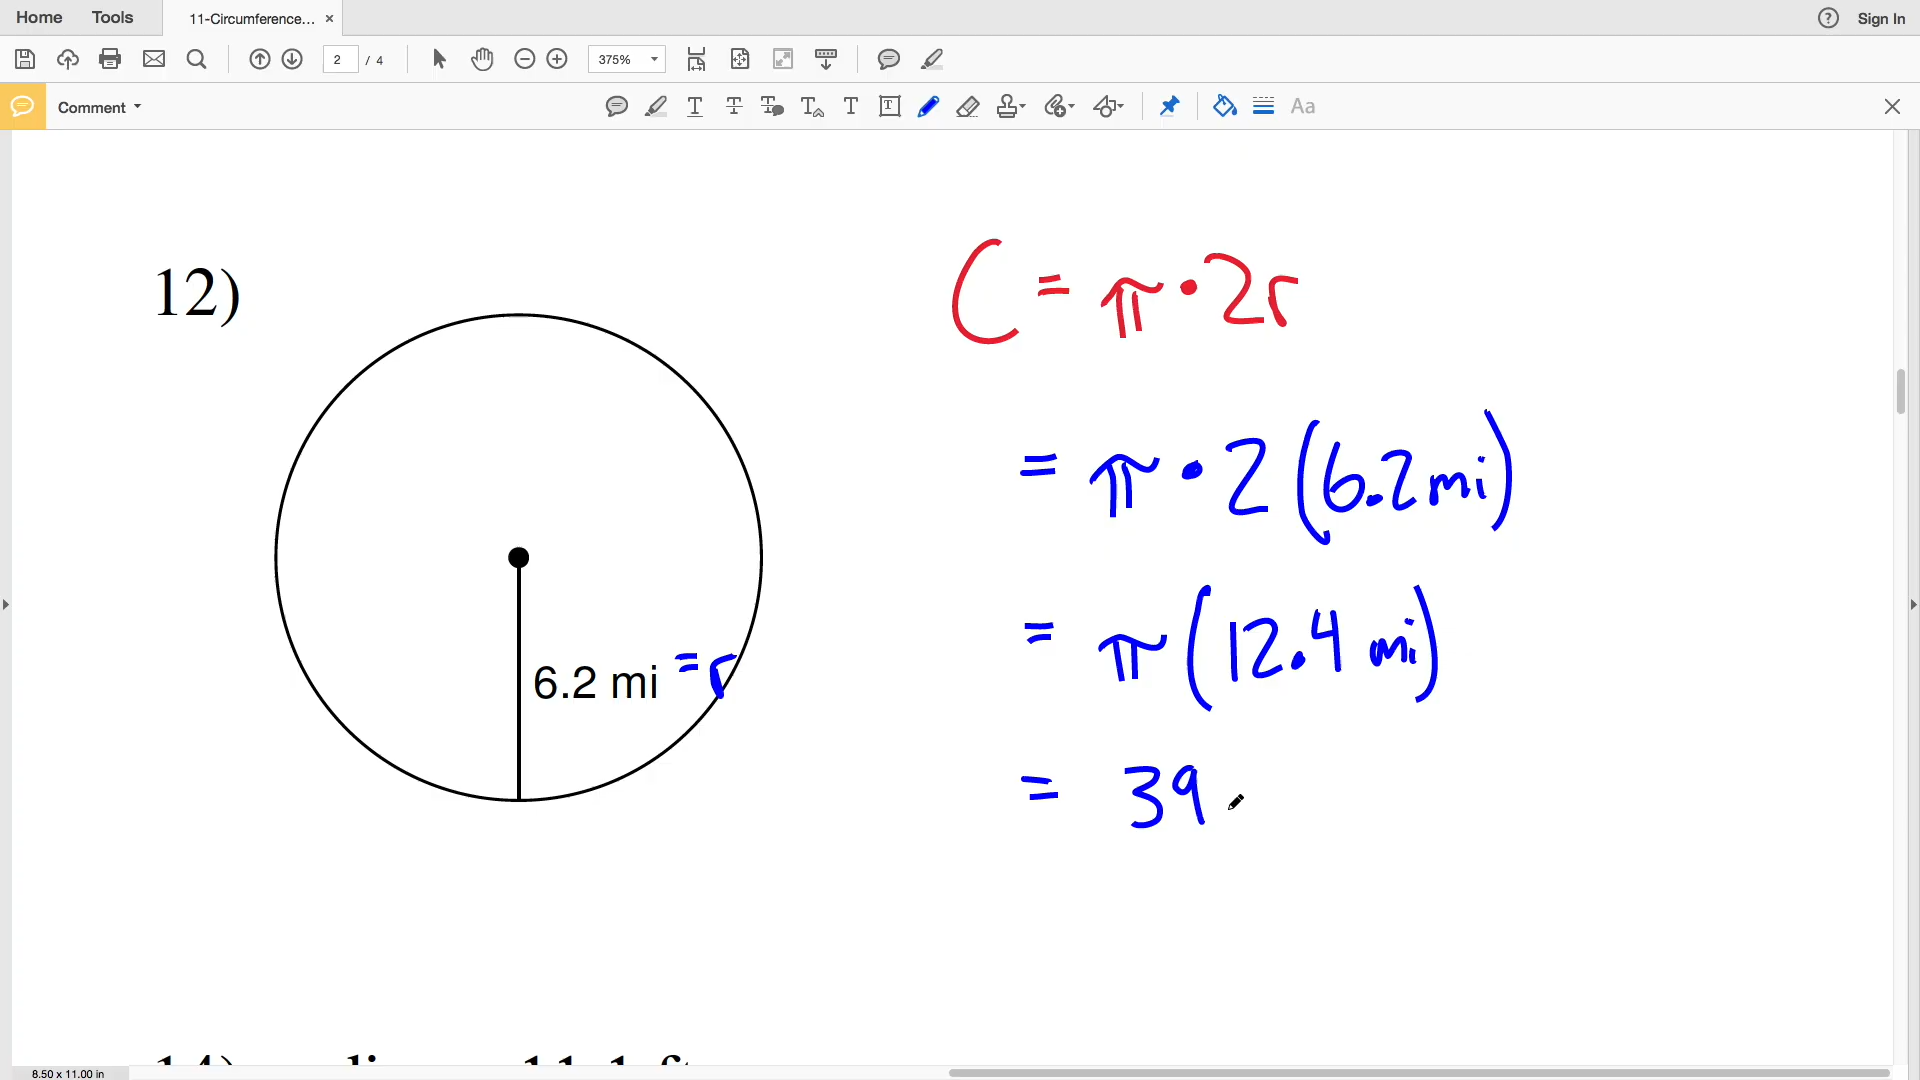 Home Tools 11-Circumference... × ? Sign In
2 / 4 375%
Comment Aa
12)
C = π · 2r
= π · 2 (6.2 mi)
= π (12.4 mi)
6.2 mi = r
= 39
8.50 x 11.00 in